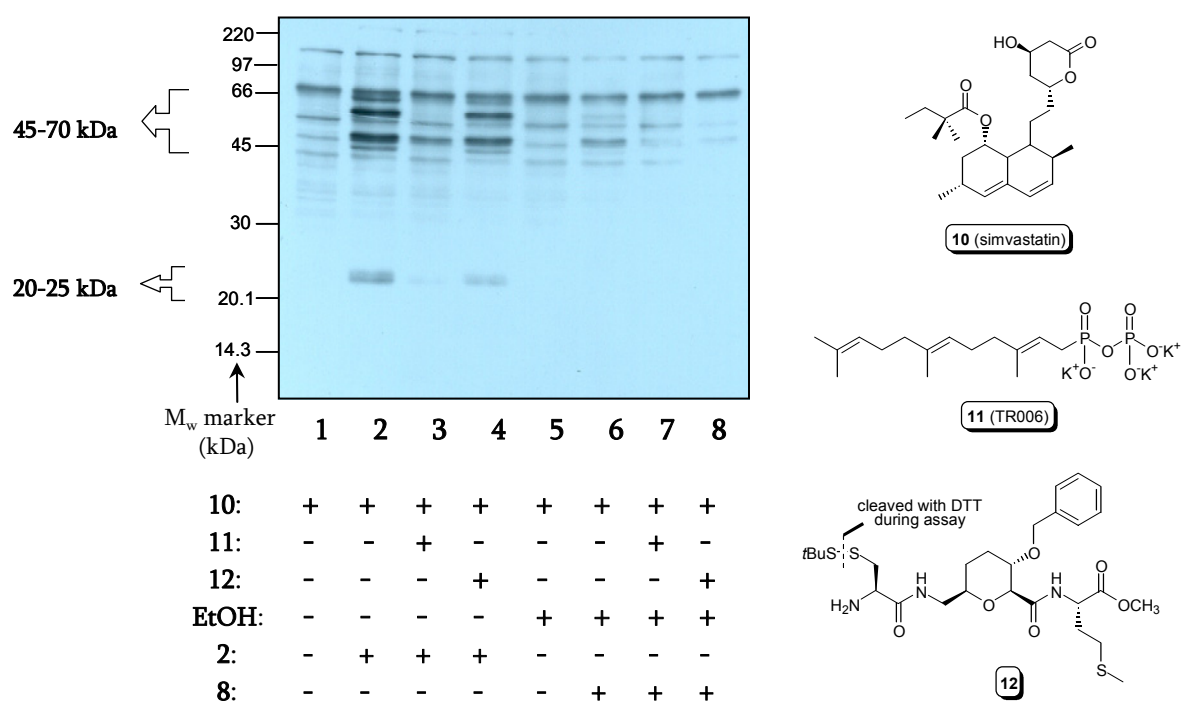 220
97
66
45
30
20.1
14.3
45-70 kDa
20-25 kDa
Mw marker
(kDa)
1 2 3 4 5 6 7 8
10: + + + + + + + +
11: - - + - - - + -
12: - - - + - - - +
EtOH: - - - - + + + +
2: - + + + - - - -
8: - - - - - + + +
HO
O
O
O
O
10 (simvastatin)
O O
P P
O
K+O- O-K+
O-K+
11 (TR006)
cleaved with DTT
during assay
tBuS S
O
H
N
H2N
O
O
O
H
N
O
OCH3
S
12